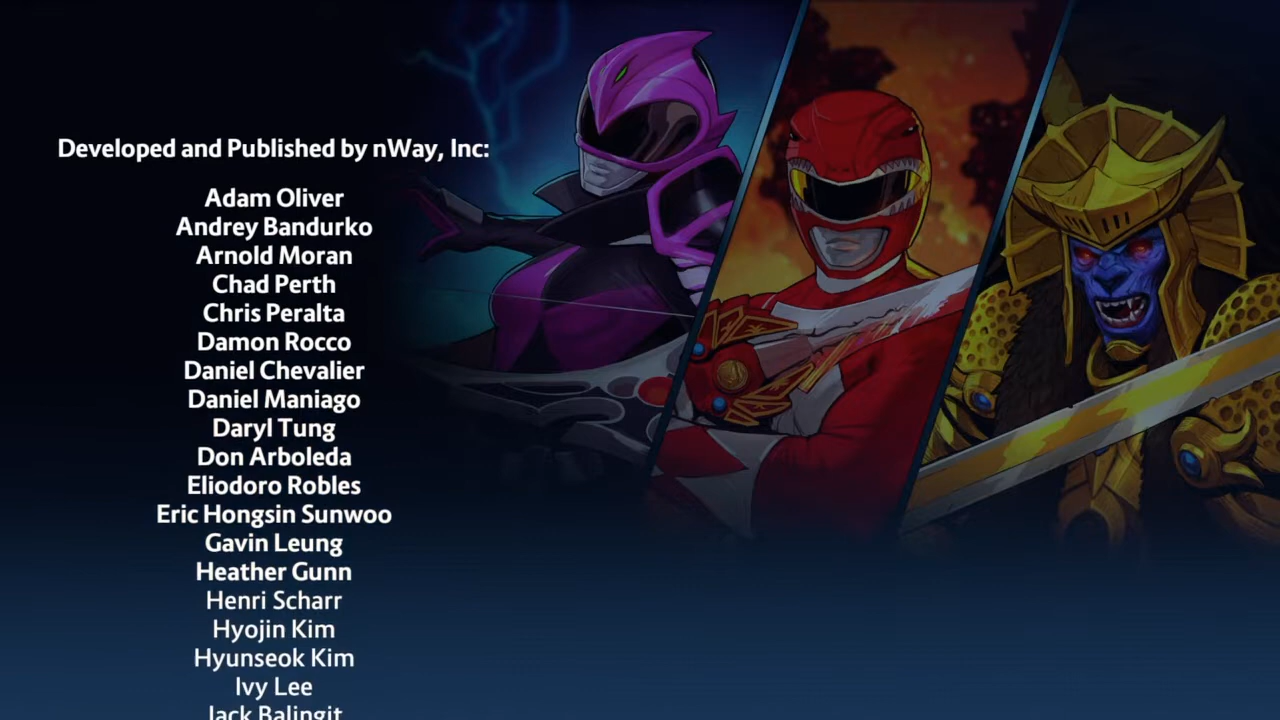 Developed and Published by nWay, Inc:
Adam Oliver
Andrey Bandurko
Arnold Moran
Chad Perth
Chris Peralta
Damon Rocco
Daniel Chevalier
Daniel Maniago
Daryl Tung
Don Arboleda
Eliodoro Robles
Eric Hongsin Sunwoo
Gavin Leung
Heather Gunn
Henri Scharr
Hyojin Kim
Hyunseok Kim
Ivy Lee
Jack Balingit